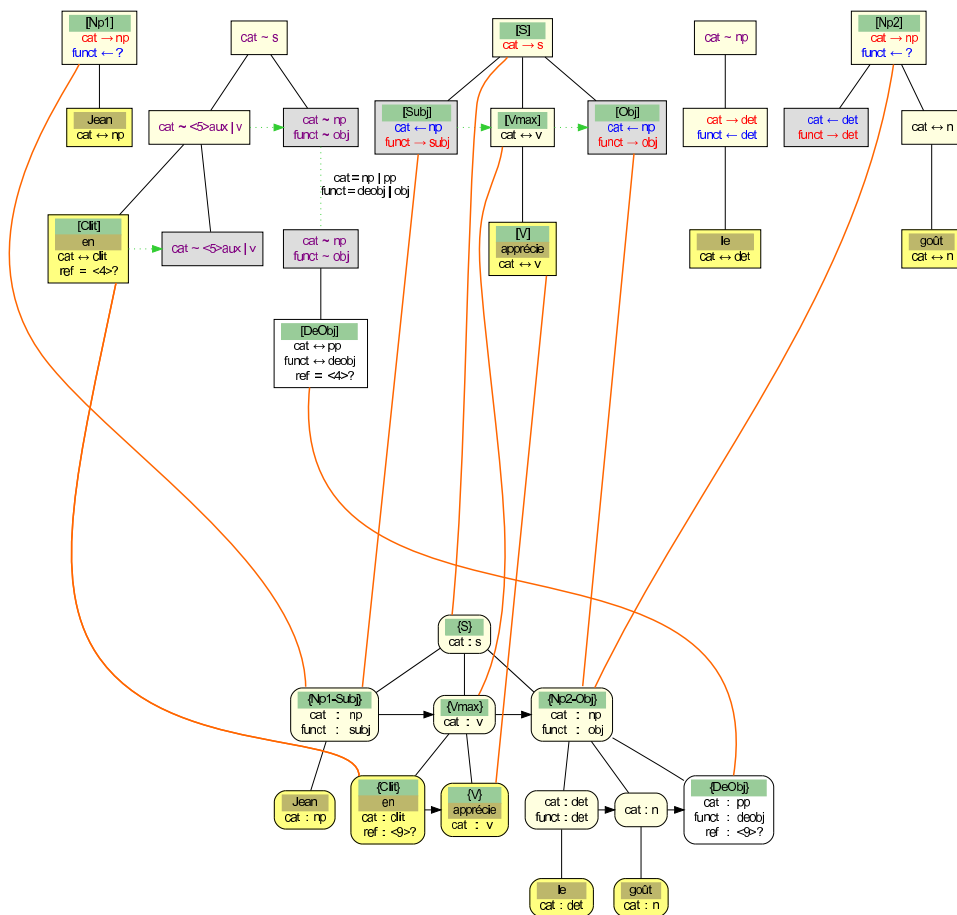 [Np1]
cat → np
funct ← ?
cat ~ s
[S]
cat → s
cat ~ np
[Np2]
cat → np
funct ← ?
Jean
cat ↔ np
cat ~ <5>aux | v
cat ~ np
funct ~ obj
[Subj]
cat ← np
funct → subj
[Vmax]
cat ↔ v
[Obj]
cat ← np
funct → obj
cat → det
funct ← det
cat ← det
funct → det
cat ↔ n
cat = np | pp
funct = deobj | obj
[Clit]
en
cat ↔ clit
ref = <4>?
cat ~ <5>aux | v
cat ~ np
funct ~ obj
[V]
apprécie
cat ↔ v
le
cat ↔ det
goût
cat ↔ n
[DeObj]
cat ↔ pp
funct ↔ deobj
ref = <4>?
{S}
cat : s
{Np1-Subj}
cat : np
funct : subj
{Vmax}
cat : v
{Np2-Obj}
cat : np
funct : obj
Jean
cat : np
{Clit}
en
cat : clit
ref : <9>?
{V}
apprécie
cat : v
cat : det
funct : det
cat : n
{DeObj}
cat : pp
funct : deobj
ref : <9>?
le
cat : det
goût
cat : n